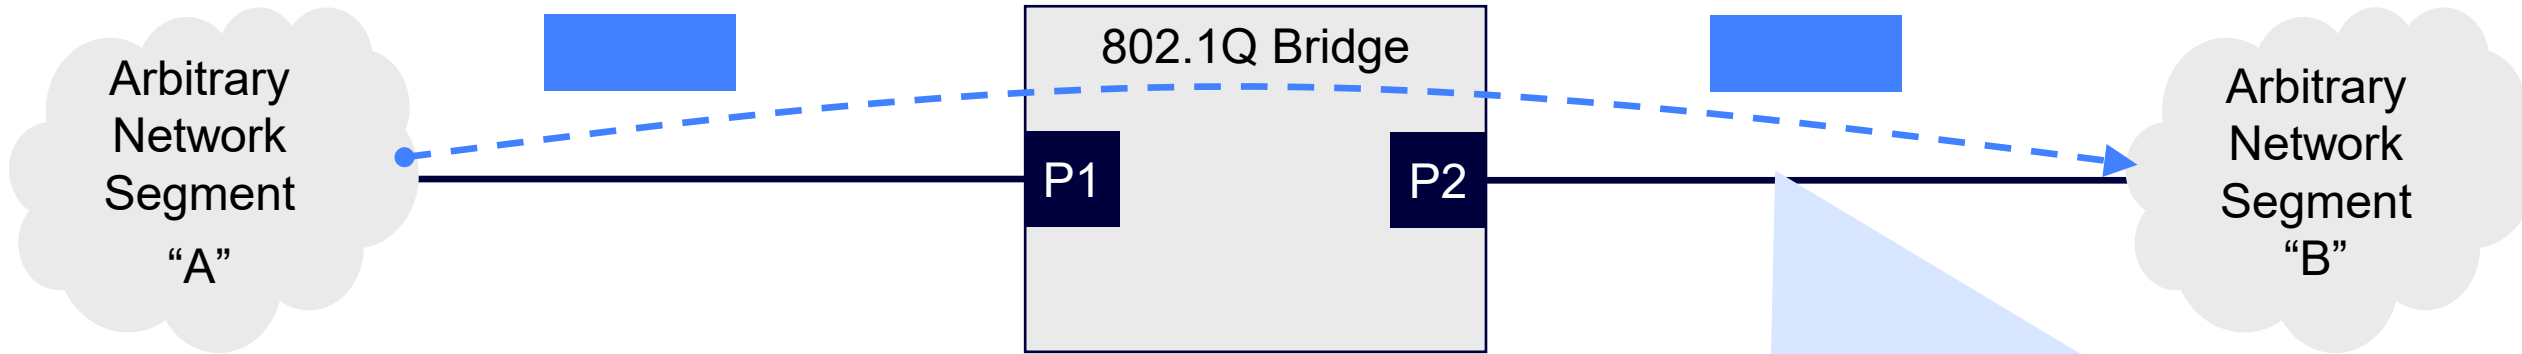 Arbitrary
Network
Segment
“A”
802.1Q Bridge
P1
P2
Arbitrary
Network
Segment
“B”